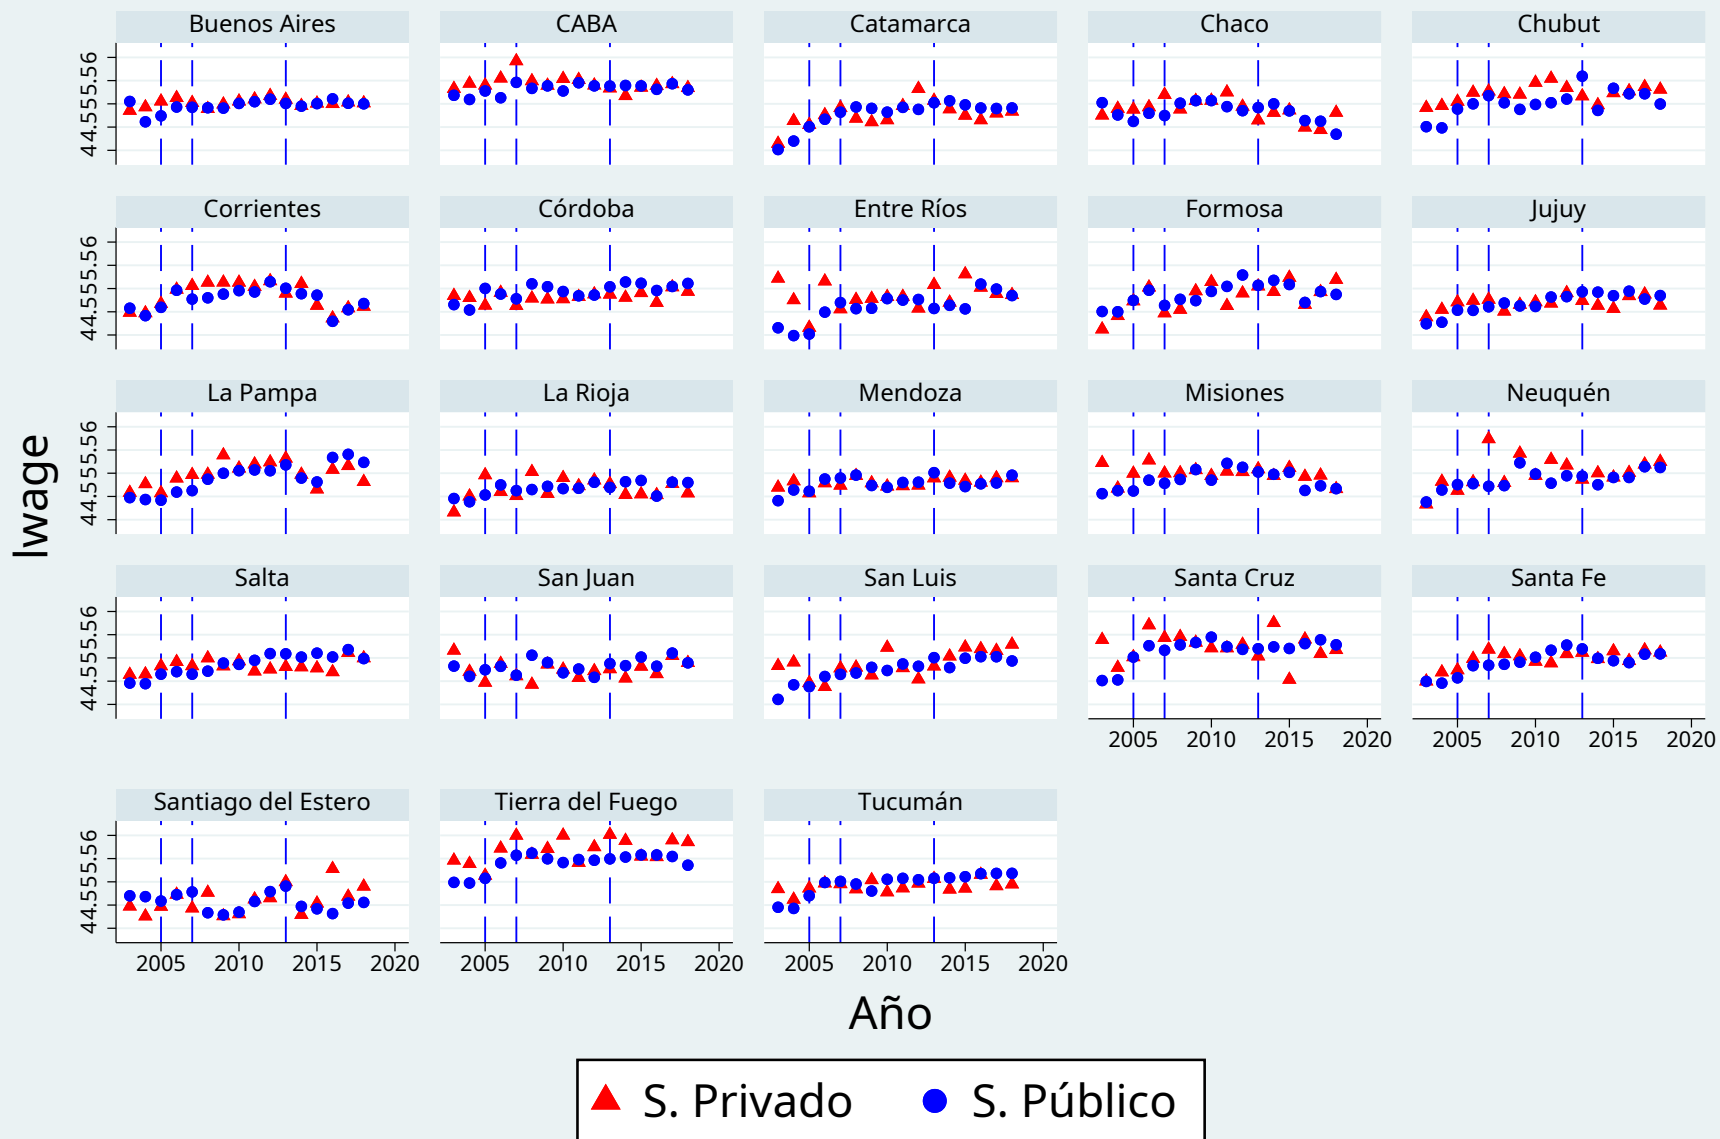 Buenos Aires CABA Catamarca Chaco Chubut
44.555.56
Corrientes Córdoba Entre Ríos Formosa Jujuy
44.555.56
La Pampa La Rioja Mendoza Misiones Neuquén
44.555.56
lwage
Salta San Juan San Luis Santa Cruz Santa Fe
44.555.56
2005 2010 2015 2020 2005 2010 2015 2020
Santiago del Estero Tierra del Fuego Tucumán
44.555.56
2005 2010 2015 2020 2005 2010 2015 2020 2005 2010 2015 2020
Año
S. Privado S. Público